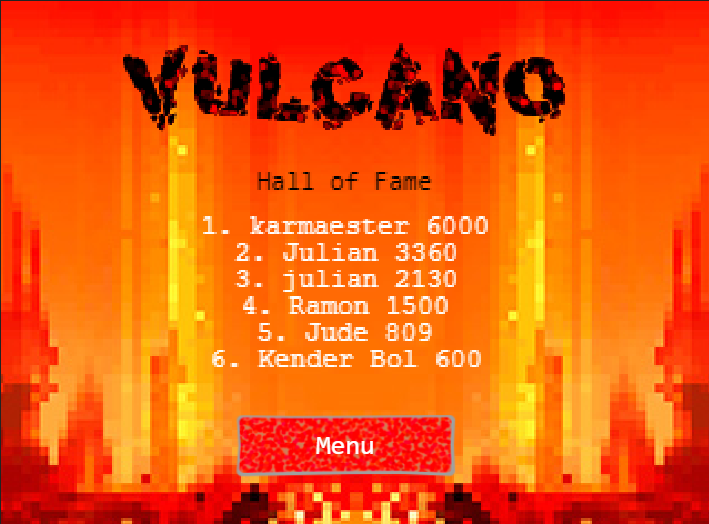 VULCANO
Hall of Fame
1. karmaester 6000
2. Julian 3360
3. julian 2130
4. Ramon 1500
5. Jude 809
6. Kender Bol 600
Menu